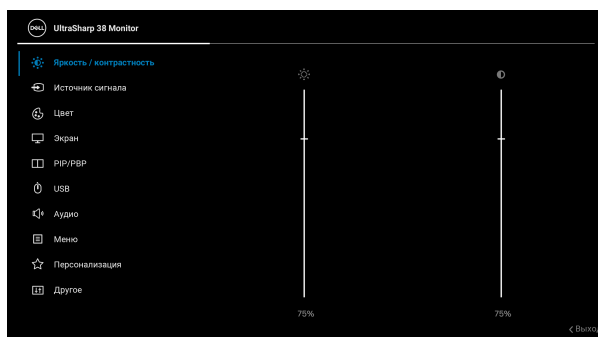 DELL UltraSharp 38 Monitor
Яркость / контрастность
Источник сигнала
Цвет
Экран
PIP/PBP
USB
Аудио
Меню
Персонализация
Другое
75% 75%
Выход